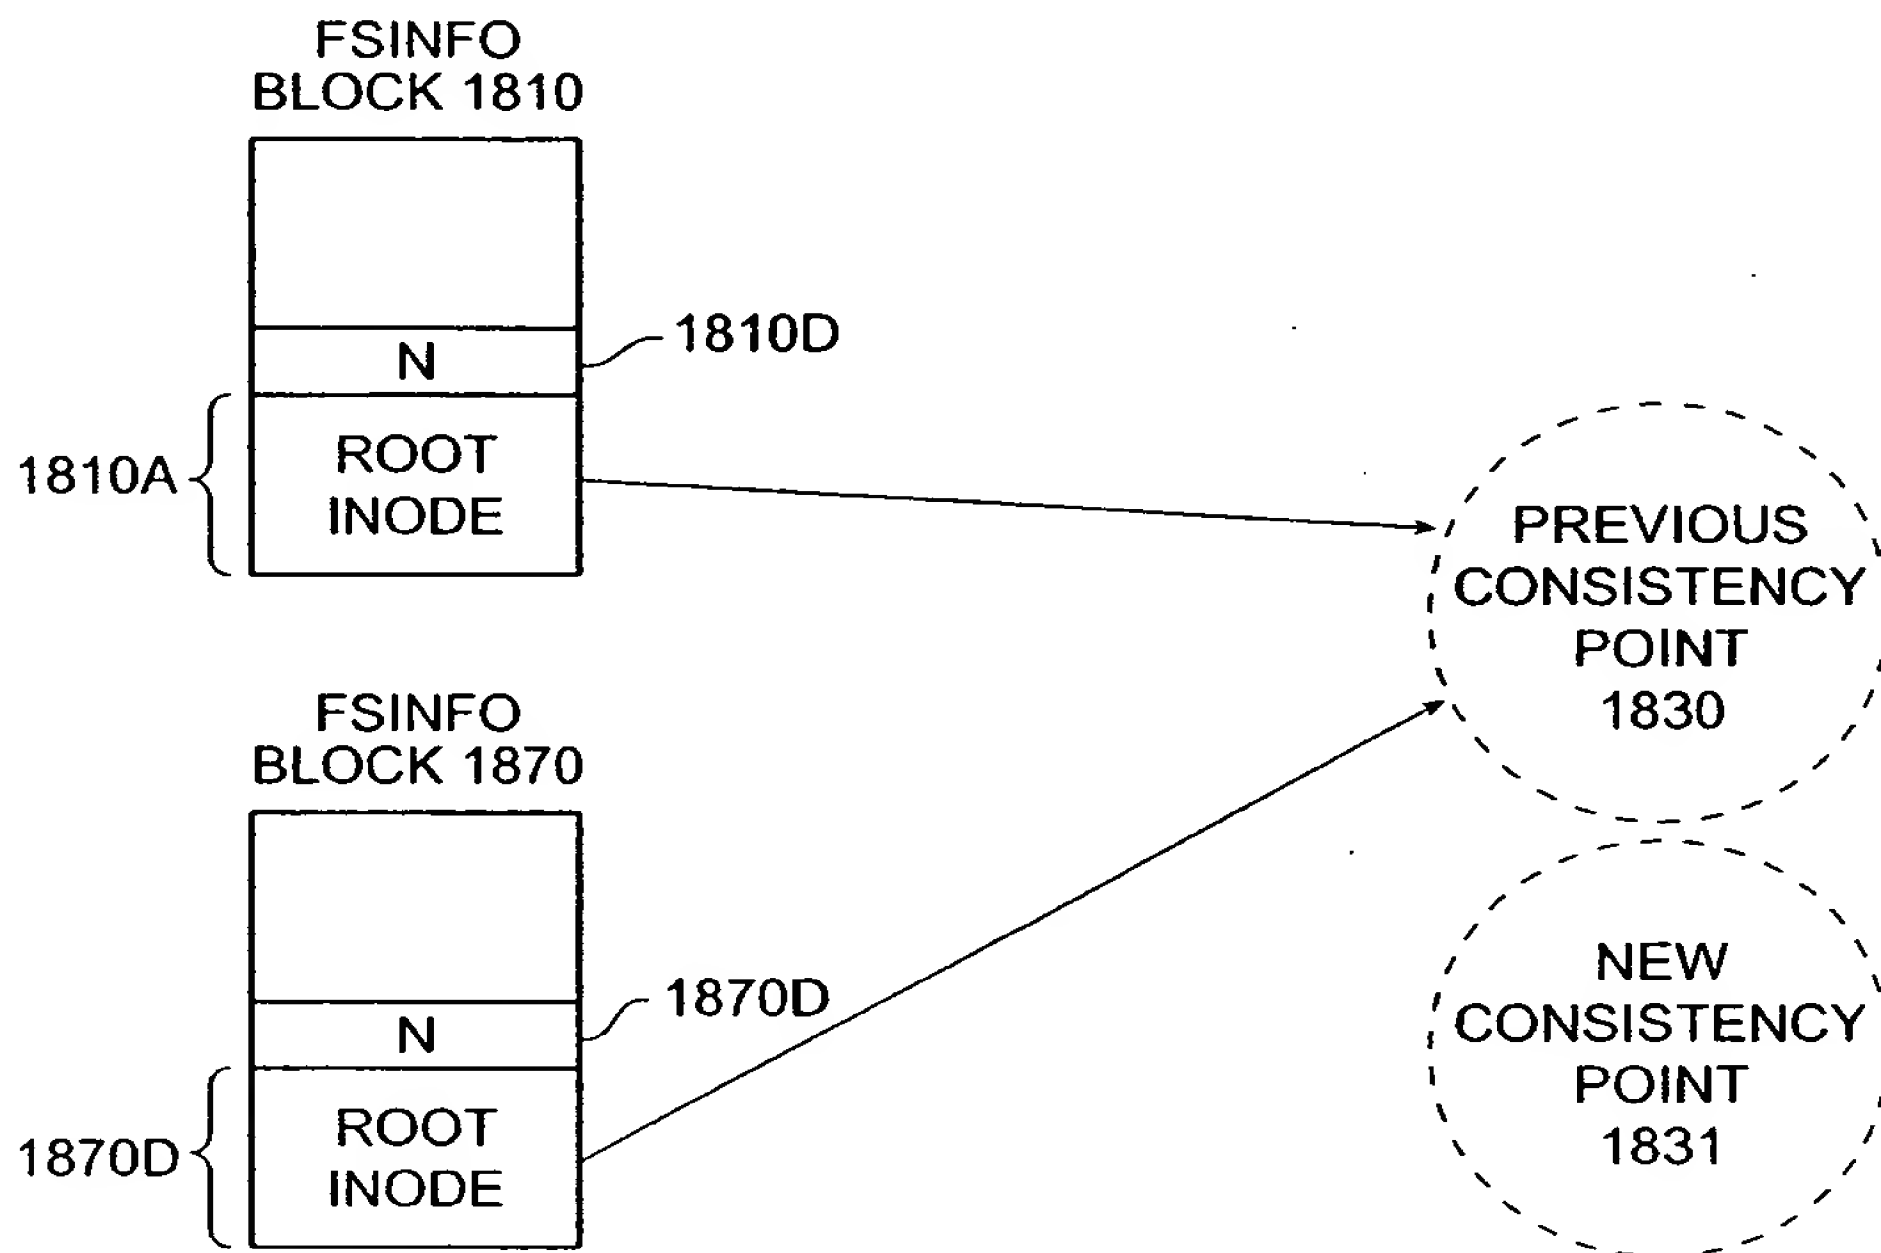 FSINFO
BLOCK 1810
N
1810D
1810A
ROOT
INODE
PREVIOUS
CONSISTENCY
POINT
1830
FSINFO
BLOCK 1870
N
1870D
1870D
ROOT
INODE
NEW
CONSISTENCY
POINT
1831